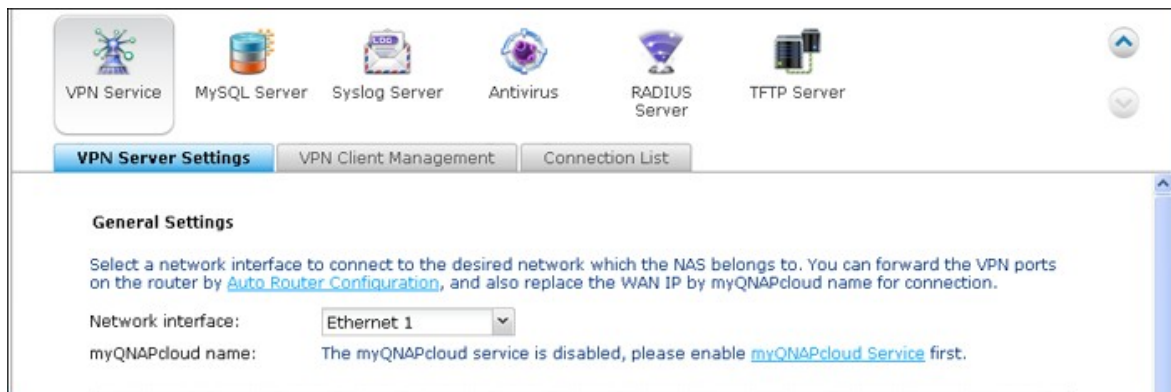 LOG
VPN Service
MySQL Server
Syslog Server
Antivirus
RADIUS
Server
TFTP Server
VPN Server Settings
VPN Client Management
Connection List
General Settings
Select a network interface to connect to the desired network which the NAS belongs to. You can forward the VPN ports
on the router by Auto Router Configuration, and also replace the WAN IP by myQNAPcloud name for connection.
Network interface: Ethernet 1
myQNAPcloud name: The myQNAPcloud service is disabled, please enable myQNAPcloud Service first.